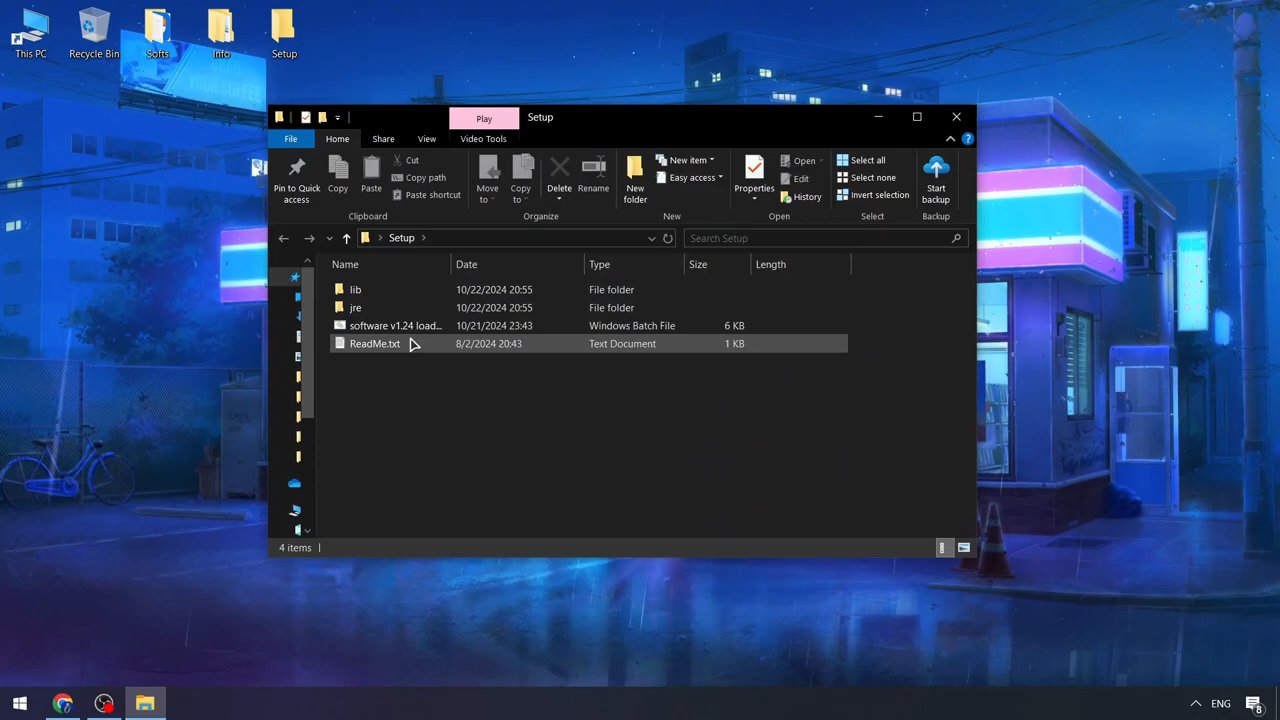 This PC
Recycle Bin
Softs
Info
Setup
Play
Setup
File
Home
Share
View
Video Tools
Pin to Quick access
Copy
Paste
Cut
Copy path
Paste shortcut
Move to
Copy to
Delete
Rename
New folder
New item
Easy access
Properties
Open
Edit
History
Select all
Select none
Invert selection
Start backup
Clipboard
Organize
New
Open
Select
Backup
Setup
Search Setup
Name Date Type Size Length
lib 10/22/2024 20:55 File folder
jre 10/22/2024 20:55 File folder
software v1.24 load... 10/21/2024 23:43 Windows Batch File 6 KB
ReadMe.txt 8/2/2024 20:43 Text Document 1 KB
4 items
ENG
8